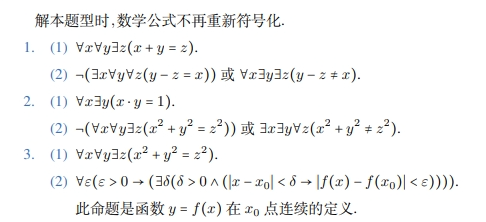 解本题型时,数学公式不再重新符号化.
1. (1) ∀x∀y∃z(x + y = z).
(2) ¬(∃x∀y∀z(y − z = x)) 或 ∀x∃y∃z(y − z ≠ x).
2. (1) ∀x∃y(x · y = 1).
(2) ¬(∀x∀y∃z(x² + y² = z²)) 或 ∃x∃y∀z(x² + y² ≠ z²).
3. (1) ∀x∀y∃z(x² + y² = z²).
(2) ∀ε(ε > 0 → (∃δ(δ > 0 ∧ (|x − x₀| < δ → |f(x) − f(x₀)| < ε)))).
此命题是函数 y = f(x) 在 x₀ 点连续的定义.